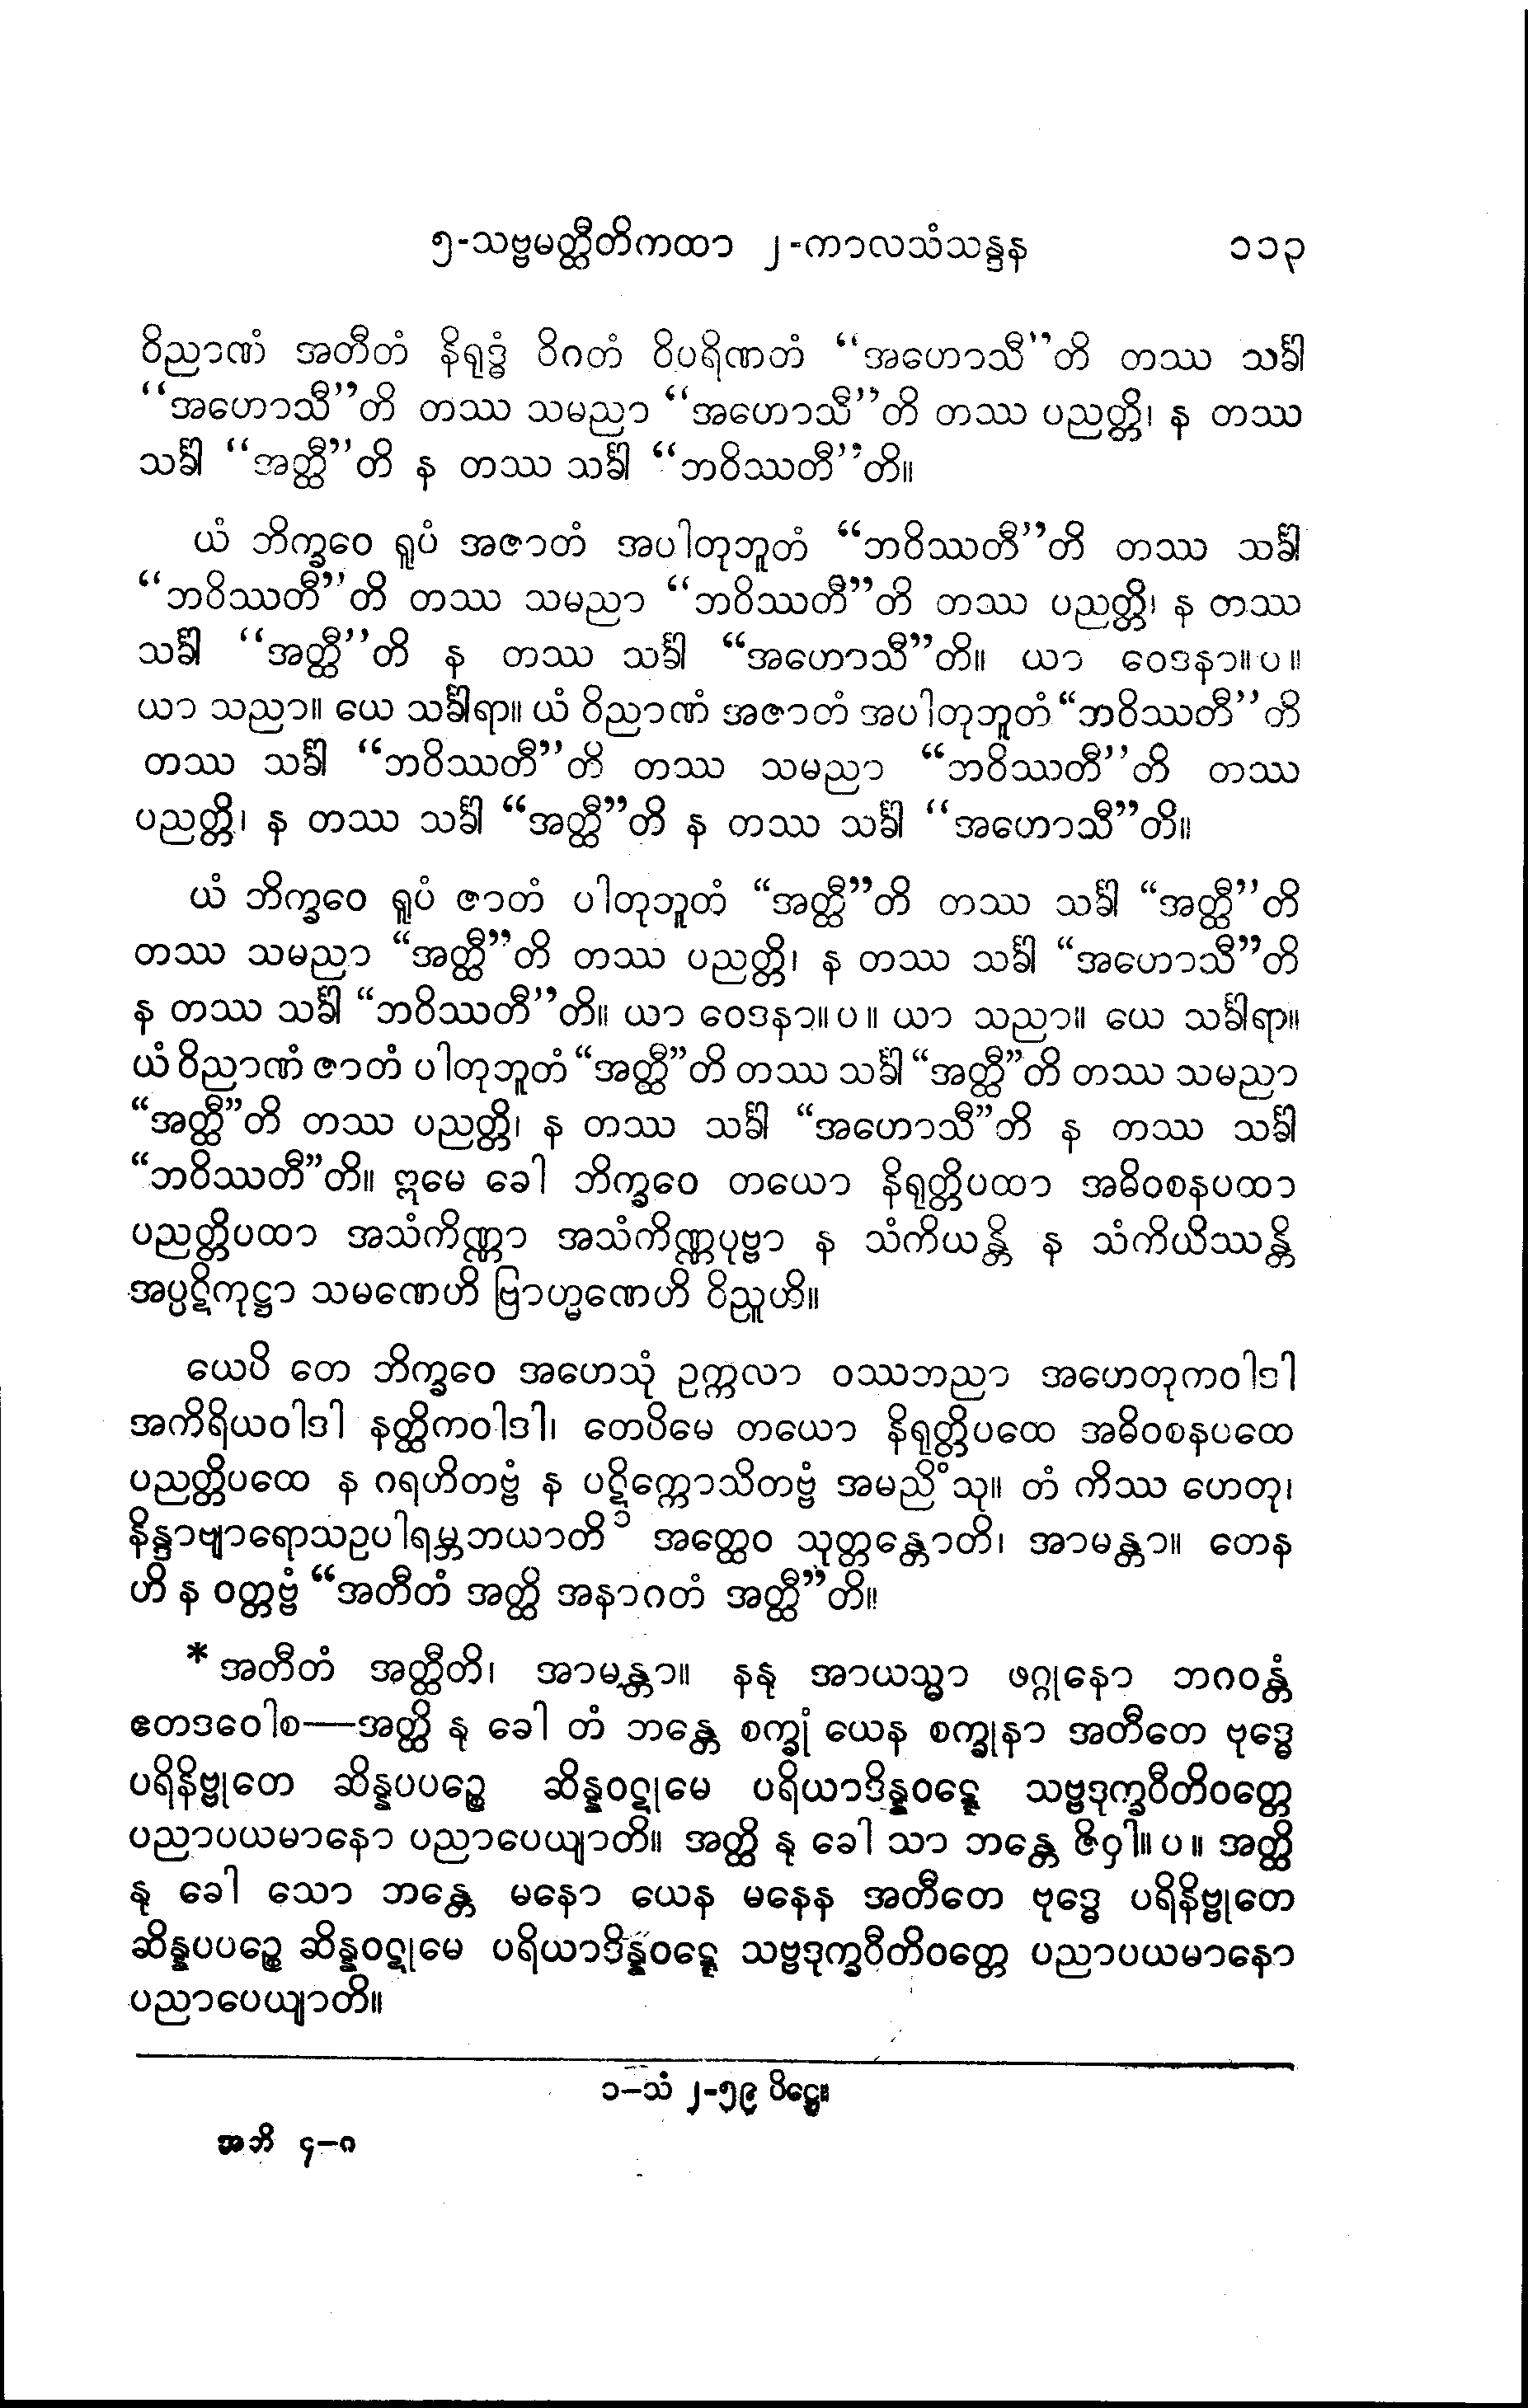 ၅-သဗ္ဗမတ္ထီတိကထာ ၂-ကာလသံသန္ဒန ၁၁၃
ဝိညာဏံ အတီတံ နိရုဒ္ဓံ ဝိဂတံ ဝိပရိဏတံ “အဟောသီ”တိ တဿ သင်္ခါ
“အဟောသီ”တိ တဿ သမညာ “အဟောသီ”တိ တဿ ပညတ္တိ၊ န တဿ
သင်္ခါ “အတ္ထီ”တိ န တဿ သင်္ခါ “ဘဝိဿတီ”တိ။
ယံ ဘိက္ခဝေ ရူပံ အဇာတံ အပါတုဘူတံ “ဘဝိဿတီ”တိ တဿ သင်္ခါ
“ဘဝိဿတီ”တိ တဿ သမညာ “ဘဝိဿတီ”တိ တဿ ပညတ္တိ၊ န တဿ
သင်္ခါ “အတ္ထီ”တိ န တဿ သင်္ခါ “အဟောသီ”တိ။ ယာ ဝေဒနာ။ပ။
ယာ သညာ။ ယေ သင်္ခါရာ။ ယံ ဝိညာဏံ အဇာတံ အပါတုဘူတံ “ဘဝိဿတီ”တိ
တဿ သင်္ခါ “ဘဝိဿတီ”တိ တဿ သမညာ “ဘဝိဿတီ”တိ တဿ
ပညတ္တိ၊ န တဿ သင်္ခါ “အတ္ထီ”တိ န တဿ သင်္ခါ “အဟောသီ”တိ။
ယံ ဘိက္ခဝေ ရူပံ ဇာတံ ပါတုဘူတံ “အတ္ထီ”တိ တဿ သင်္ခါ “အတ္ထီ”တိ
တဿ သမညာ “အတ္ထီ”တိ တဿ ပညတ္တိ၊ န တဿ သင်္ခါ “အဟောသီ”တိ
န တဿ သင်္ခါ “ဘဝိဿတီ”တိ။ ယာ ဝေဒနာ။ပ။ ယာ သညာ။ ယေ သင်္ခါရာ။
ယံ ဝိညာဏံ ဇာတံ ပါတုဘူတံ “အတ္ထီ”တိ တဿ သင်္ခါ “အတ္ထီ”တိ တဿ သမညာ
“အတ္ထီ”တိ တဿ ပညတ္တိ၊ န တဿ သင်္ခါ “အဟောသီ”တိ န တဿ သင်္ခါ
“ဘဝိဿတီ”တိ။ ဣမေ ခေါ ဘိက္ခဝေ တယော နိရုတ္တိပထာ အဓိဝစနပထာ
ပညတ္တိပထာ အသံကိဏ္ဏာ အသံကိဏ္ဏပုဗ္ဗာ န သံကိယန္တိ န သံကိယိဿန္တိ
အပ္ပဋိကုဋ္ဌာ သမဏေဟိ ဗြာဟ္မဏေဟိ ဝိညူဟိ။
ယေပိ တေ ဘိက္ခဝေ အဟေသုံ ဥက္ကလာ ဝဿဘညာ အဟေတုကဝါဒါ
အကိရိယဝါဒါ နတ္ထိကဝါဒါ၊ တေပိမေ တယော နိရုတ္တိပထေ အဓိဝစနပထေ
ပညတ္တိပထေ န ဂရဟိတဗ္ဗံ န ပဋိက္ကောသိတဗ္ဗံ အမညိံသု။ တံ ကိဿ ဟေတု၊
နိန္ဒာဗျာရောသဥပါရမ္ဘဘယာတိ ၁ အတ္ထေဝ သုတ္တန္တောတိ၊ အာမန္တာ။ တေန
ဟိ န ဝတ္တဗ္ဗံ “အတီတံ အတ္ထိ အနာဂတံ အတ္ထီ”တိ။
* အတီတံ အတ္ထီတိ၊ အာမန္တာ။ နနု အာယသ္မာ ဖဂ္ဂုနော ဘဂဝန္တံ
ဧတဒဝေါစ—အတ္ထိ နု ခေါ တံ ဘန္တေ စက္ခုံ ယေန စက္ခုနာ အတီတေ ဗုဒ္ဓေ
ပရိနိဗ္ဗုတေ ဆိန္နပပဉ္စေ ဆိန္နဝဋုမေ ပရိယာဒိန္နဝဋ္ဋေ သဗ္ဗဒုက္ခဝီတိဝတ္တေ
ပညာပယမာနော ပညာပေယျာတိ။ အတ္ထိ နု ခေါ သာ ဘန္တေ ဇိဝှါ။ပ။ အတ္ထိ
နု ခေါ သော ဘန္တေ မနော ယေန မနေန အတီတေ ဗုဒ္ဓေ ပရိနိဗ္ဗုတေ
ဆိန္နပပဉ္စေ ဆိန္နဝဋုမေ ပရိယာဒိန္နဝဋ္ဋေ သဗ္ဗဒုက္ခဝီတိဝတ္တေ ပညာပယမာနော
ပညာပေယျာတိ။
၁—သံ ၂-၅၉ ပိဋ္ဌေ။
အဘိ ၄—ဂ